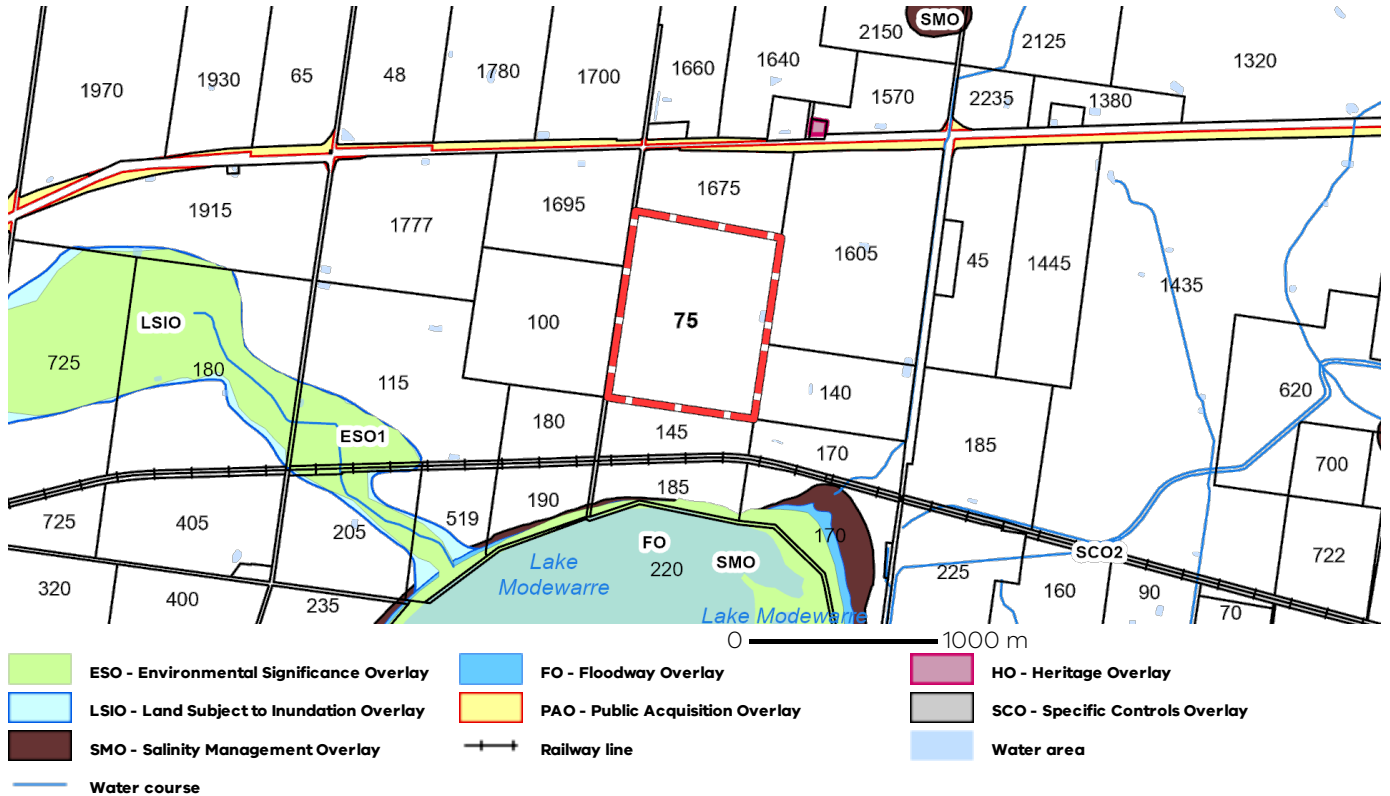 SMO
2150
2125
1640
1320
1660
1930
65
48
1780
1700
1970
1570
2235
1380
1675
1695
1915
1777
1605
45
1445
1435
LSIO
100
75
725
180
115
140
620
180
145
ESO1
170
185
700
185
190
519
725
405
205
170
FO
SMO
220
Lake
Modewarre
SCO2
722
225
320
400
235
160
90
70
Lake Modewarre
0 1000 m
ESO - Environmental Significance Overlay
FO - Floodway Overlay
HO - Heritage Overlay
LSIO - Land Subject to Inundation Overlay
PAO - Public Acquisition Overlay
SCO - Specific Controls Overlay
SMO - Salinity Management Overlay
Railway line
Water area
Water course